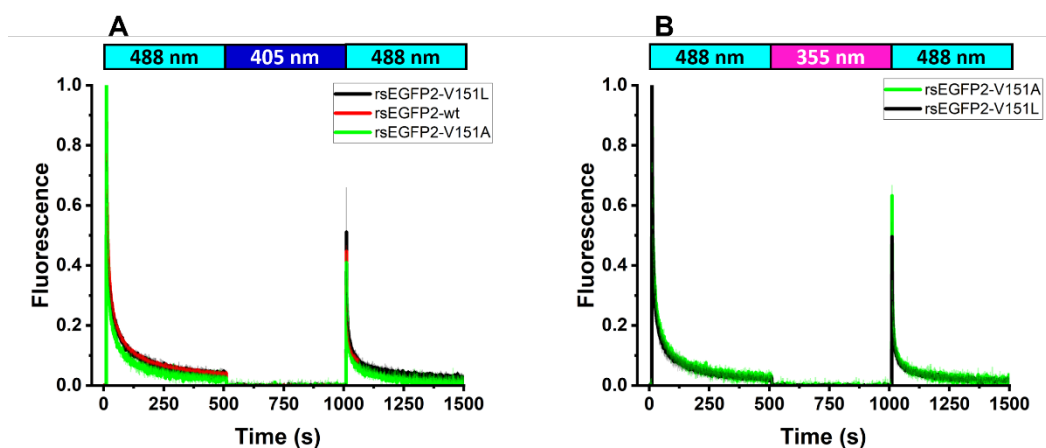 A
488 nm 405 nm 488 nm
rsEGFP2-V151L
rsEGFP2-wt
rsEGFP2-V151A
Fluorescence
1.0
0.8
0.6
0.4
0.2
0.0
0 250 500 750 1000 1250 1500
Time (s)
B
488 nm 355 nm 488 nm
rsEGFP2-V151A
rsEGFP2-V151L
Fluorescence
1.0
0.8
0.6
0.4
0.2
0.0
0 250 500 750 1000 1250 1500
Time (s)